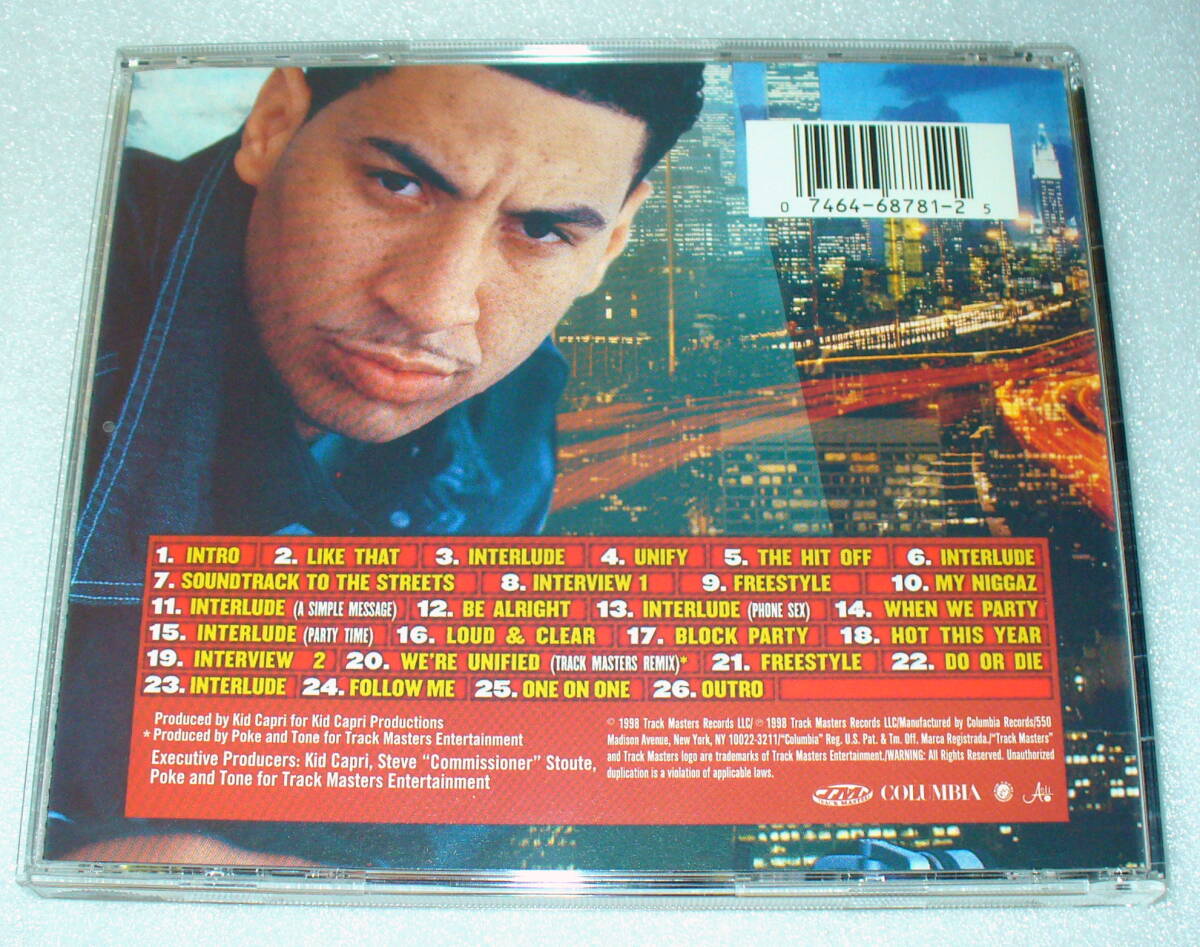 0 7464-68781-2 5
1. INTRO 2. LIKE THAT 3. INTERLUDE 4. UNIFY 5. THE HIT OFF 6. INTERLUDE
7. SOUNDTRACK TO THE STREETS 8. INTERVIEW 1 9. FREESTYLE 10. MY NIGGAZ
11. INTERLUDE (A SIMPLE MESSAGE) 12. BE ALRIGHT 13. INTERLUDE (PHONE SEX) 14. WHEN WE PARTY
15. INTERLUDE (PARTY TIME) 16. LOUD & CLEAR 17. BLOCK PARTY 18. HOT THIS YEAR
19. INTERVIEW 2 20. WE'RE UNIFIED (TRACK MASTERS REMIX)* 21. FREESTYLE 22. DO OR DIE
23. INTERLUDE 24. FOLLOW ME 25. ONE ON ONE 26. OUTRO
Produced by Kid Capri for Kid Capri Productions
* Produced by Poke and Tone for Track Masters Entertainment
Executive Producers: Kid Capri, Steve "Commissioner" Stoute,
Poke and Tone for Track Masters Entertainment
© 1998 Track Masters Records LLC/ ℗ 1998 Track Masters Records LLC/Manufactured by Columbia Records/550
Madison Avenue, New York, NY 10022-3211/"Columbia" Reg. U.S. Pat. & Tm. Off. Marca Registrada./"Track Masters"
and Track Masters logo are trademarks of Track Masters Entertainment./WARNING: All Rights Reserved. Unauthorized
duplication is a violation of applicable laws.
TM TRACK MASTERS COLUMBIA